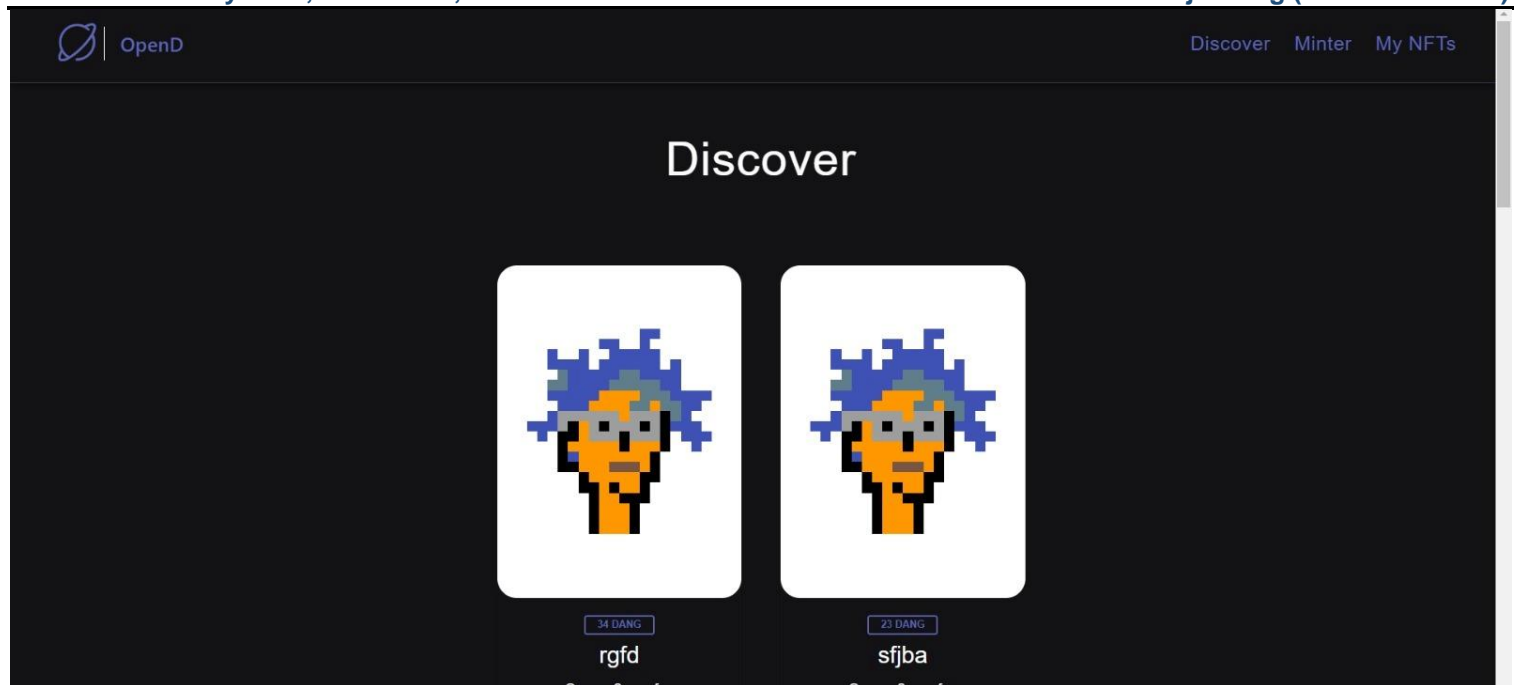 OpenD
Discover Minter My NFTs
Discover
34 DANG
23 DANG
rgfd
sfjba